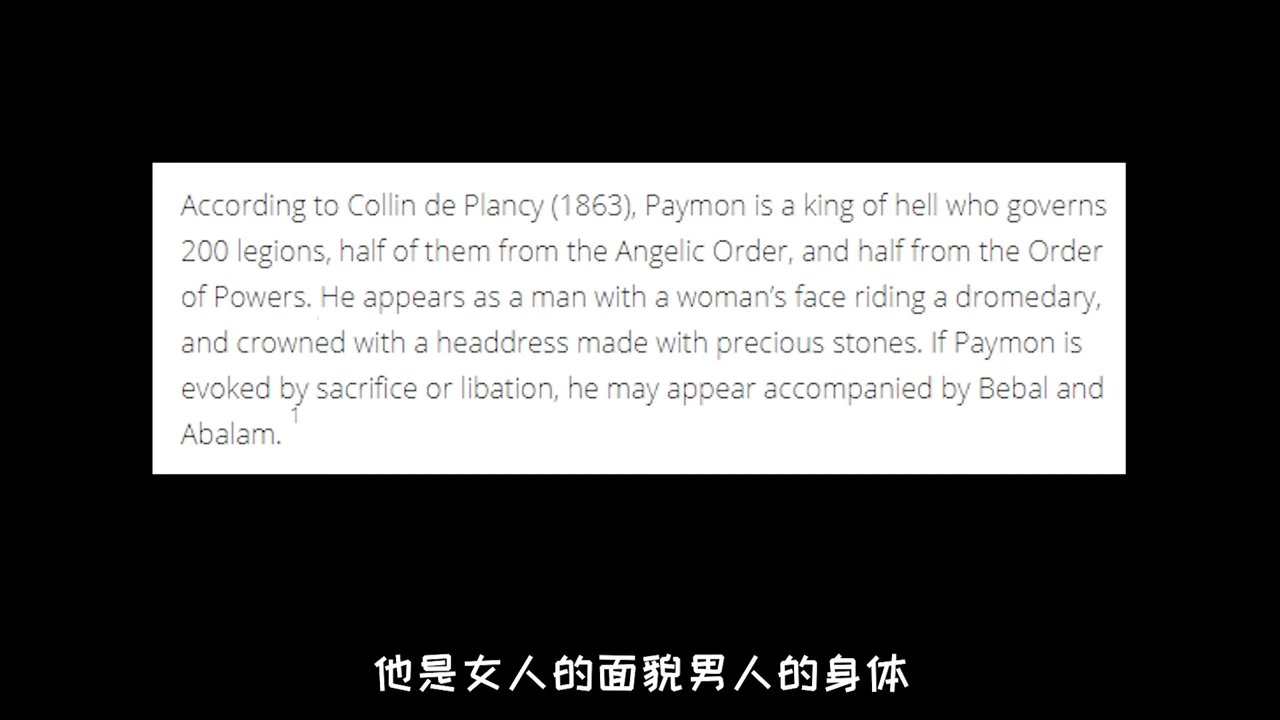 According to Collin de Plancy (1863), Paymon is a king of hell who governs
200 legions, half of them from the Angelic Order, and half from the Order
of Powers. He appears as a man with a woman’s face riding a dromedary,
and crowned with a headdress made with precious stones. If Paymon is
evoked by sacrifice or libation, he may appear accompanied by Bebal and
Abalam. 1
他是女人的面貌男人的身体